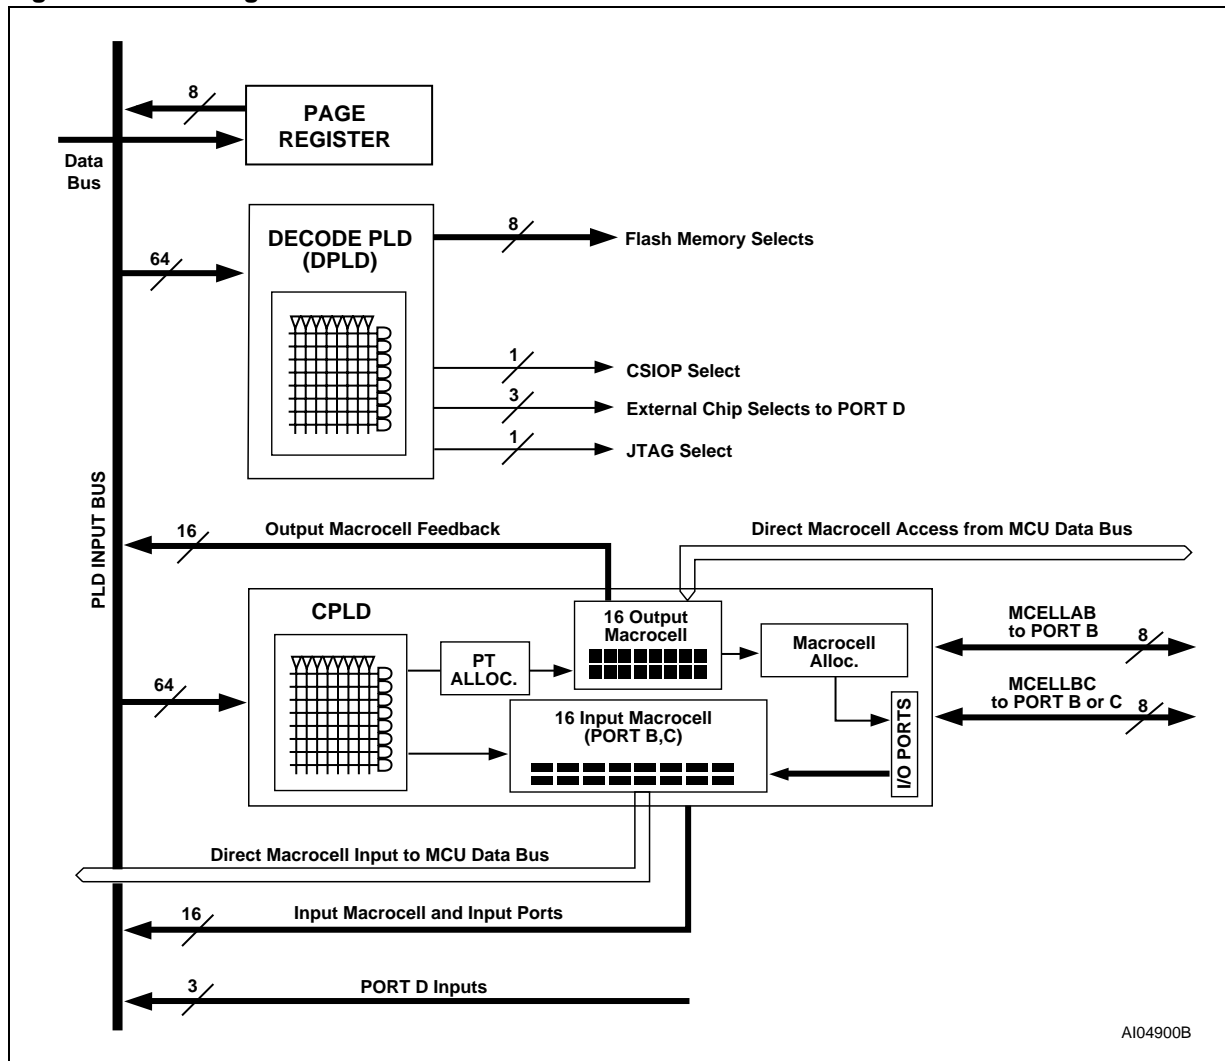 8
PAGE
REGISTER
Data
Bus
DECODE PLD
(DPLD)
8
Flash Memory Selects
64
1
CSIOP Select
3
External Chip Selects to PORT D
1
JTAG Select
PLD INPUT BUS
16
Output Macrocell Feedback
Direct Macrocell Access from MCU Data Bus
CPLD
16 Output
Macrocell
MCELLAB
to PORT B
8
PT
ALLOC.
Macrocell
Alloc.
64
MCELLBC
to PORT B or C
8
16 Input Macrocell
(PORT B,C)
I/O PORTS
Direct Macrocell Input to MCU Data Bus
16
Input Macrocell and Input Ports
3
PORT D Inputs
AI04900B